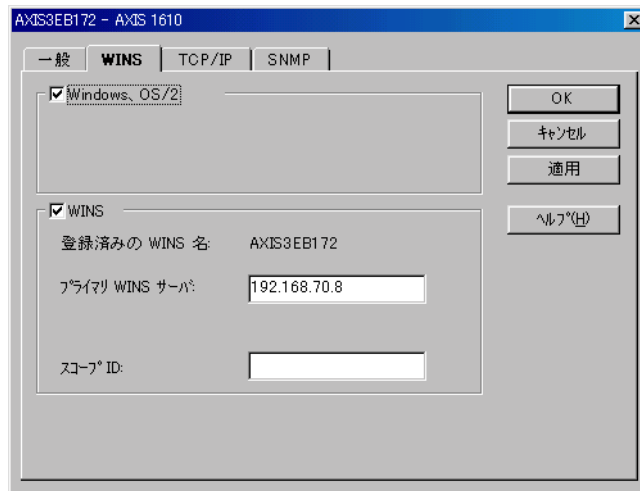 AXIS3EB172 - AXIS 1610
一般 WINS TCP/IP SNMP
Windows、OS/2
OK
キャンセル
適用
ヘルプ(H)
WINS
登録済みの WINS 名: AXIS3EB172
プライマリ WINS サーバ: 192.168.70.8
スコープ ID: